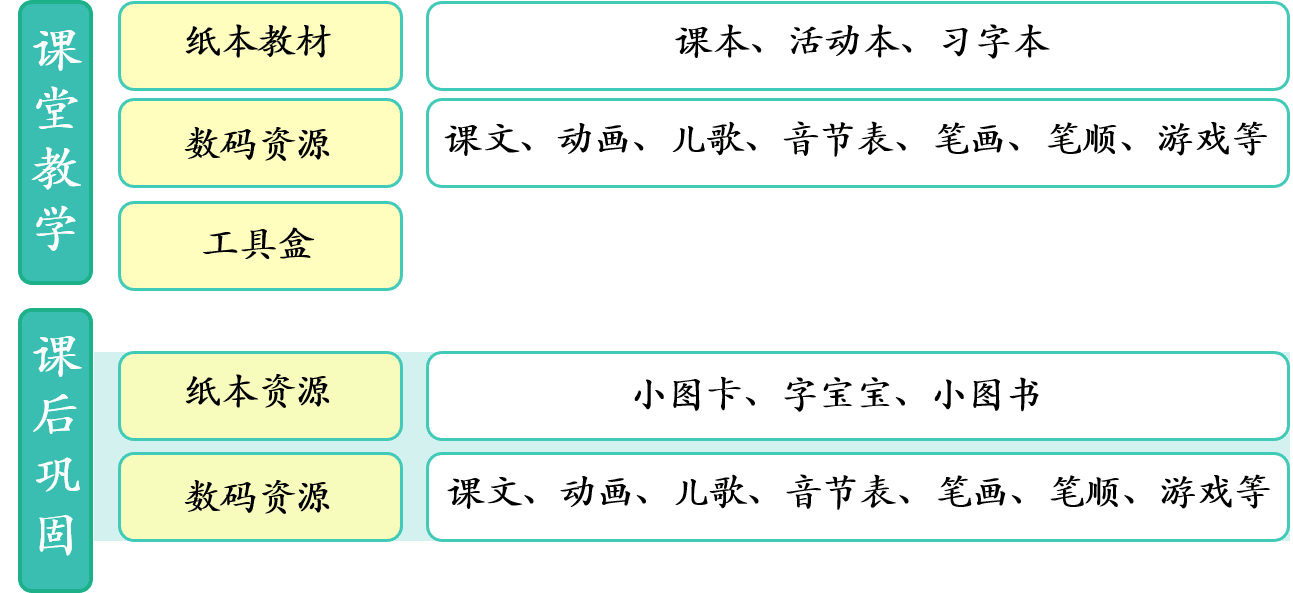 课堂教学
纸本教材
课本、活动本、习字本
数码资源
课文、动画、儿歌、音节表、笔画、笔顺、游戏等
工具盒
课后巩固
纸本资源
小图卡、字宝宝、小图书
数码资源
课文、动画、儿歌、音节表、笔画、笔顺、游戏等